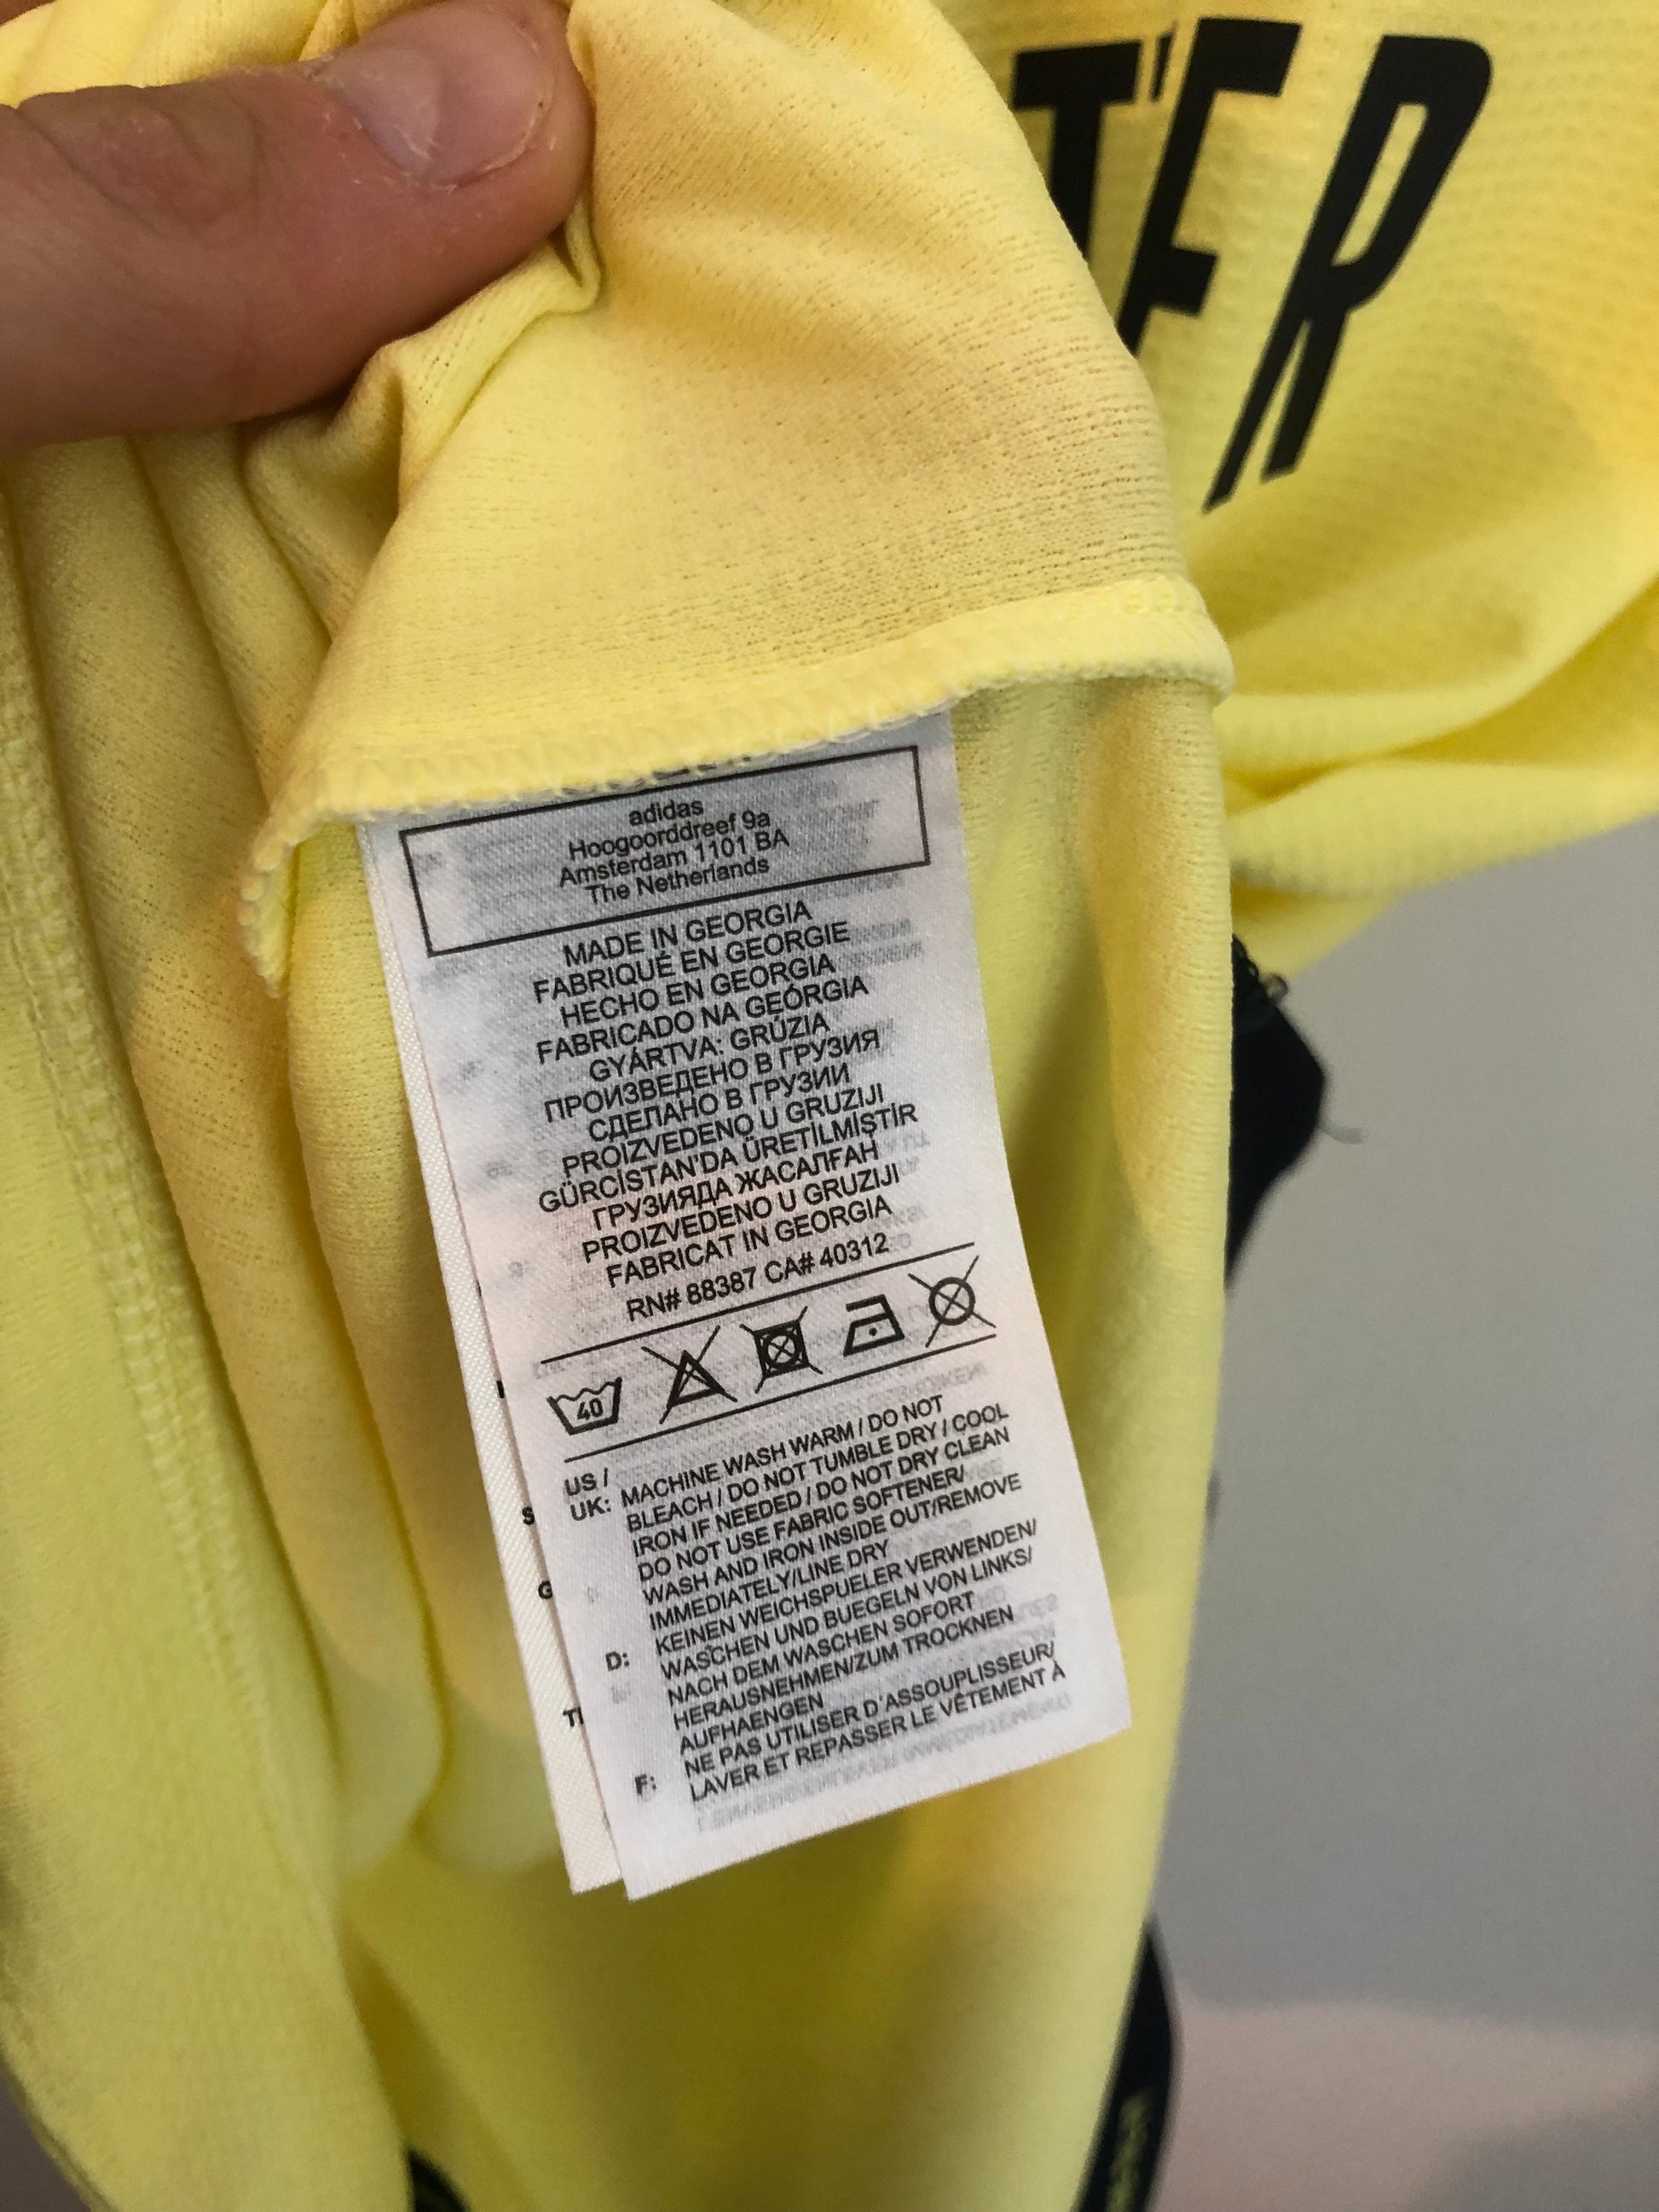 TER
adidas
Hoogoorddreef 9a
Amsterdam 1101 BA
The Netherlands
MADE IN GEORGIA
FABRIQUÉ EN GEORGIE
HECHO EN GEORGIA
FABRICADO NA GEÓRGIA
GYÁRTVA: GRÚZIA
ПРОИЗВЕДЕНО В ГРУЗИЯ
СДЕЛАНО В ГРУЗИИ
PROIZVEDENO U GRUZIJI
GÜRCİSTAN'DA ÜRETİLMİŞTİR
ГРУЗИЯДА ЖАСАЛҒАН
PROIZVEDENO U GRUZIJI
FABRICAT IN GEORGIA
RN# 88387 CA# 40312
40
US / UK: MACHINE WASH WARM / DO NOT
BLEACH / DO NOT TUMBLE DRY / COOL
IRON IF NEEDED / DO NOT DRY CLEAN
DO NOT USE FABRIC SOFTENER/
WASH AND IRON INSIDE OUT/REMOVE
IMMEDIATELY/LINE DRY
D: KEINEN WEICHSPUELER VERWENDEN/
WASCHEN UND BUEGELN VON LINKS/
NACH DEM WASCHEN SOFORT
HERAUSNEHMEN/ZUM TROCKNEN
AUFHAENGEN
F: NE PAS UTILISER D'ASSOUPLISSEUR/
LAVER ET REPASSER LE VÊTEMENT À